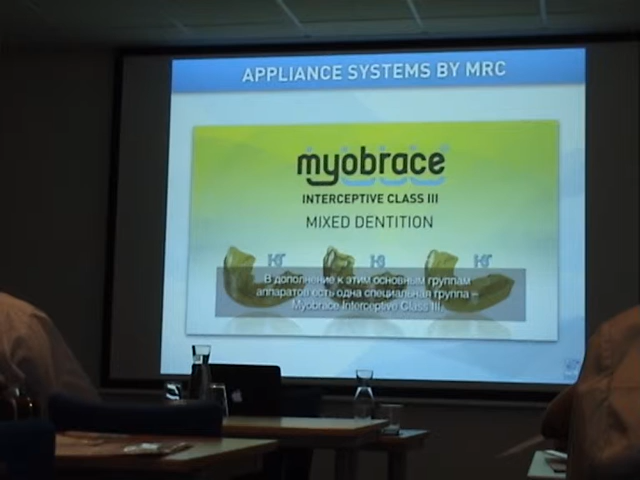 APPLIANCE SYSTEMS BY MRC
myobrace
INTERCEPTIVE CLASS III
MIXED DENTITION
В дополнение к этим основным группам
аппаратов есть одна специальная группа –
Myobrace Interceptive Class III